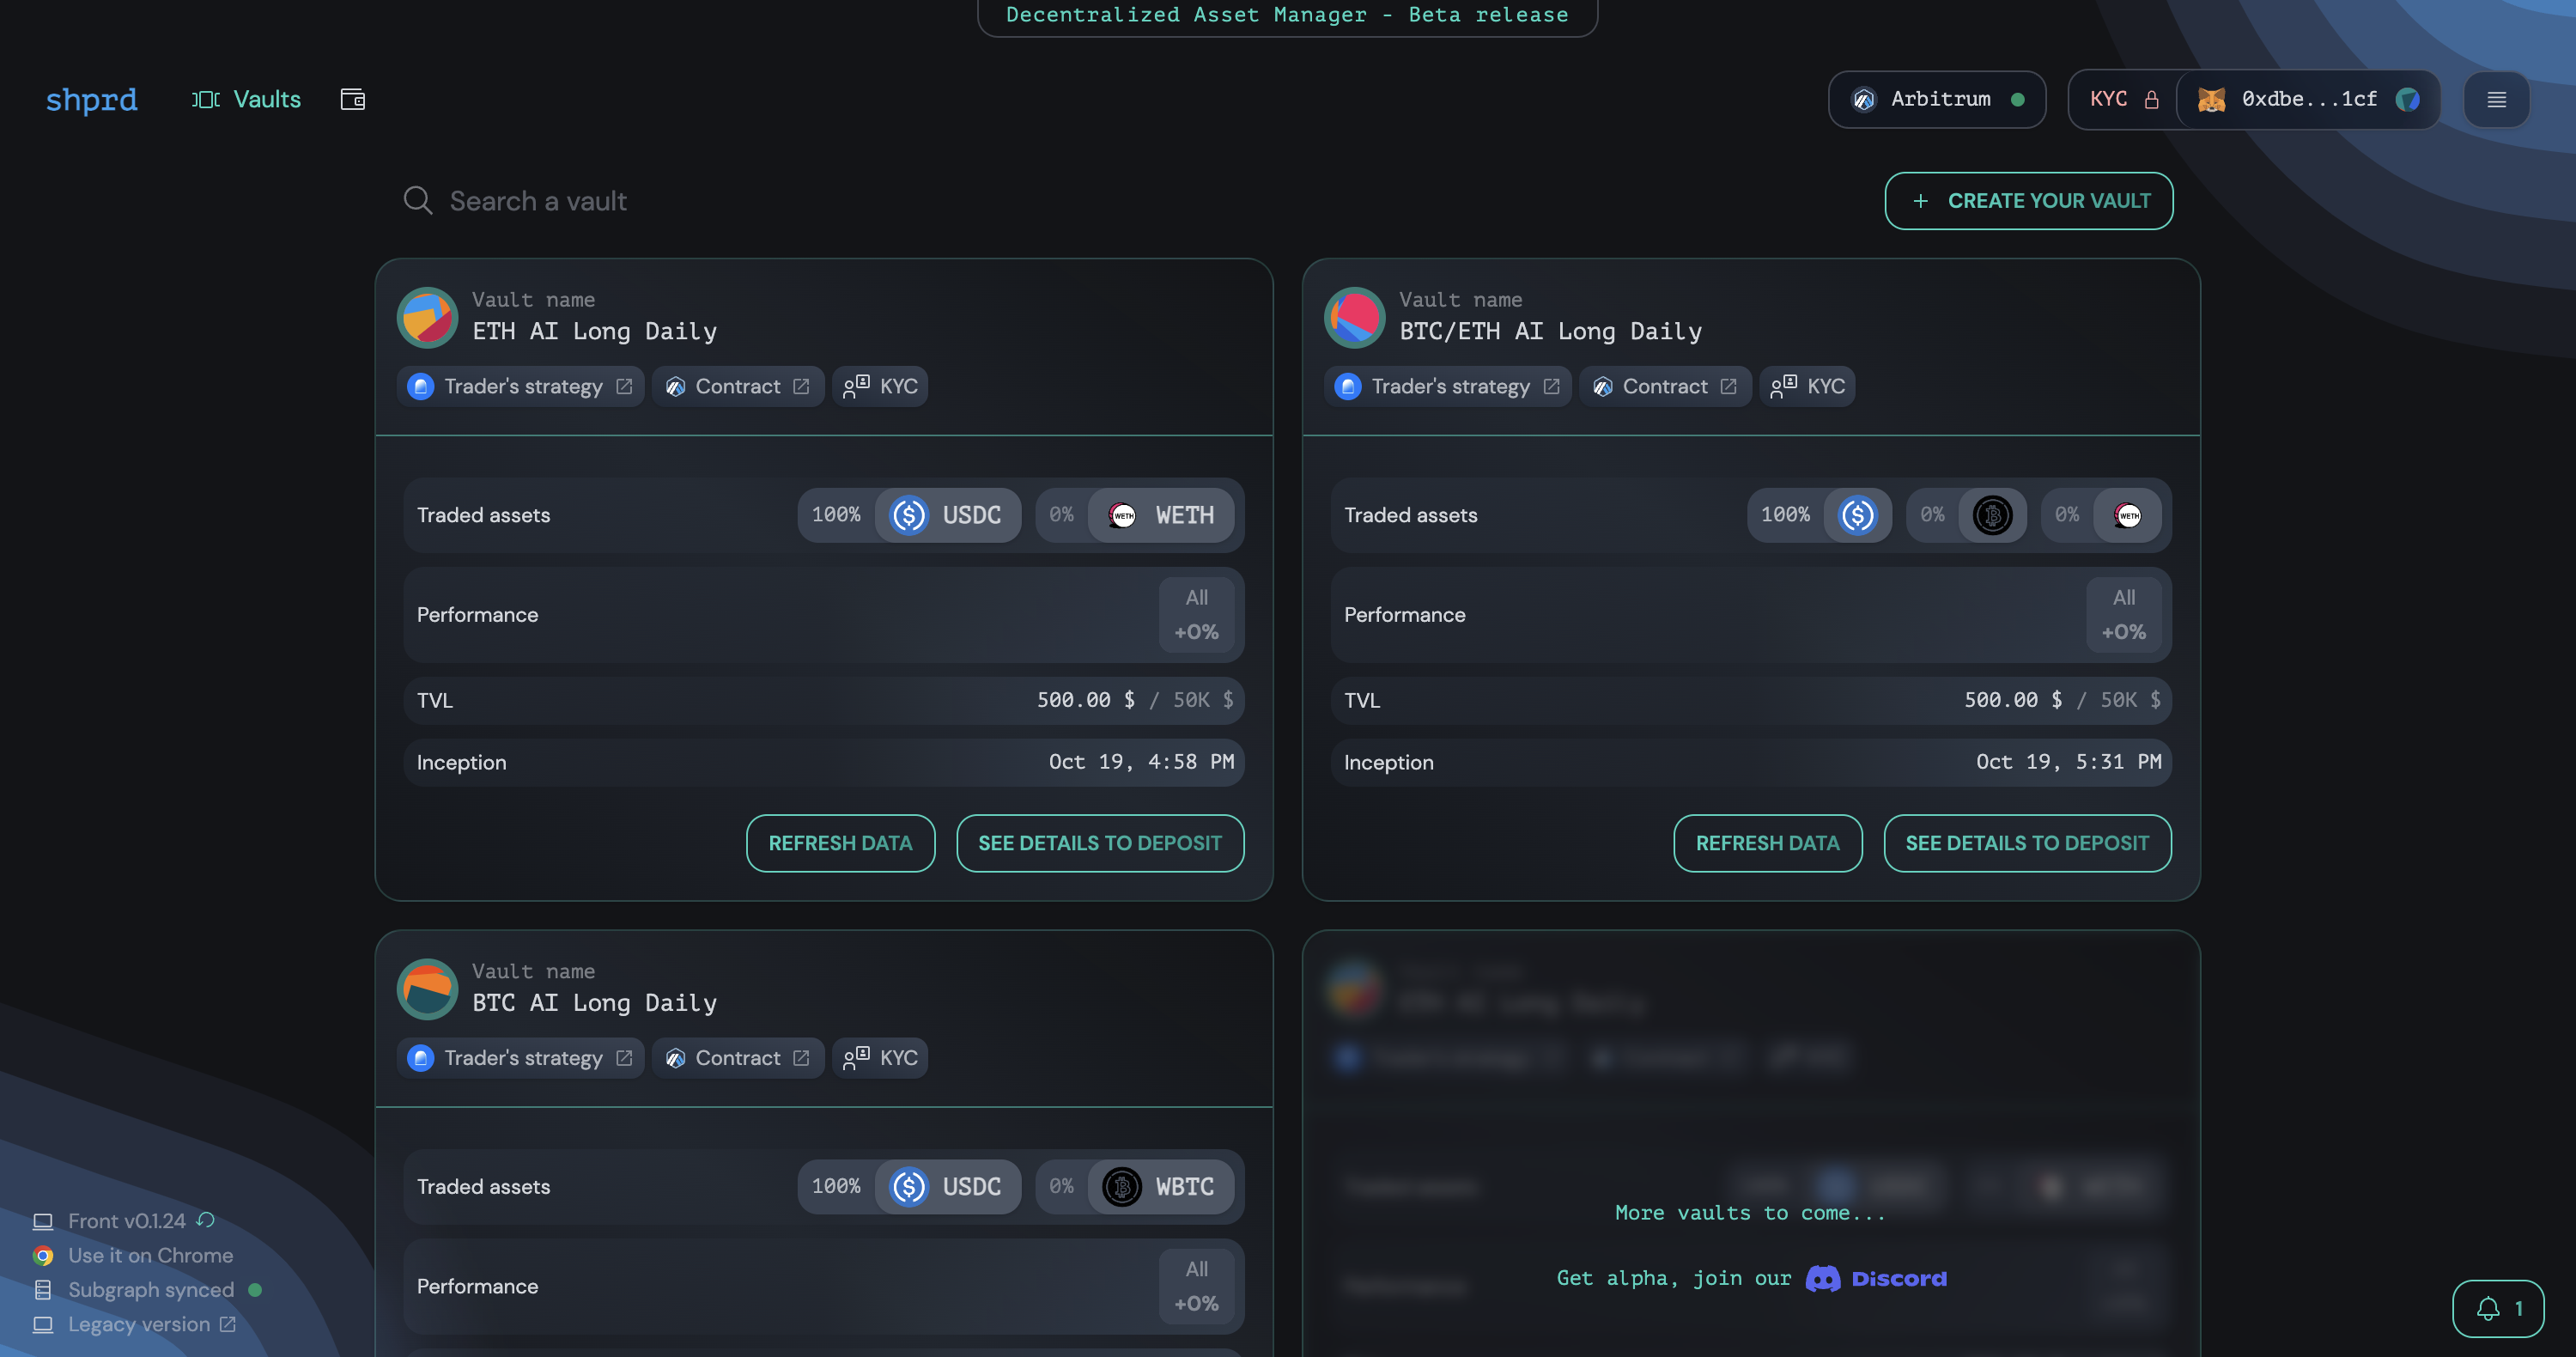 Decentralized Asset Manager - Beta release
shprd
Vaults
Arbitrum
KYC
0xdbe...1cf
Search a vault
+ CREATE YOUR VAULT
Vault name
ETH AI Long Daily
Trader's strategy
Contract
KYC
Traded assets
100%
USDC
0%
WETH
WETH
Performance
All
+0%
TVL
500.00 $ / 50K $
Inception
Oct 19, 4:58 PM
REFRESH DATA
SEE DETAILS TO DEPOSIT
Vault name
BTC/ETH AI Long Daily
Trader's strategy
Contract
KYC
Traded assets
100%
0%
0%
WETH
Performance
All
+0%
TVL
500.00 $ / 50K $
Inception
Oct 19, 5:31 PM
REFRESH DATA
SEE DETAILS TO DEPOSIT
Vault name
BTC AI Long Daily
Trader's strategy
Contract
KYC
Traded assets
100%
USDC
0%
WBTC
Performance
All
+0%
More vaults to come...
Get alpha, join our Discord
Front v0.1.24
Use it on Chrome
Subgraph synced
Legacy version
1